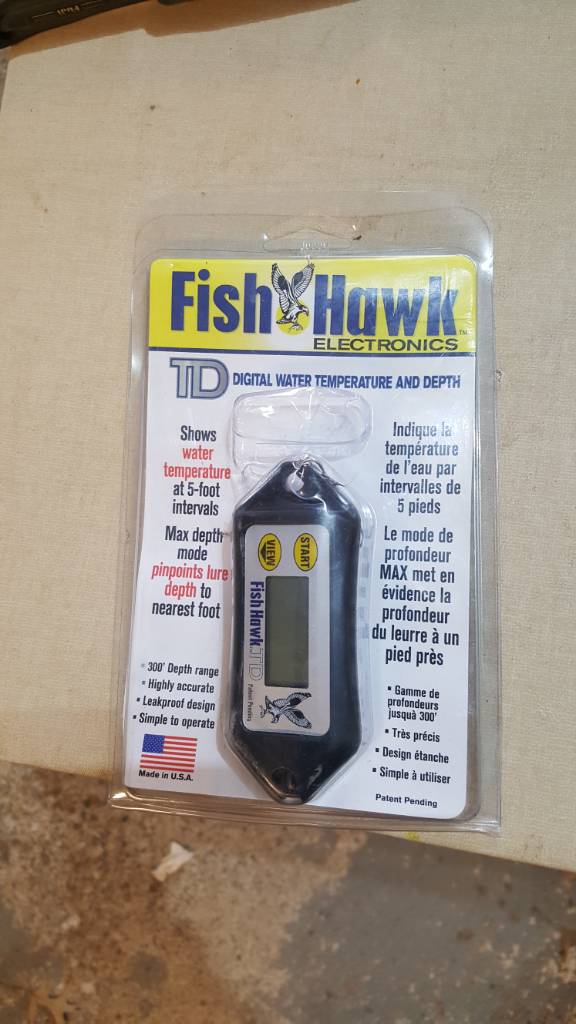 Fish Hawk
TM
ELECTRONICS
TD DIGITAL WATER TEMPERATURE AND DEPTH
Shows
water
temperature
at 5-foot
intervals
Max depth
mode
pinpoints lure
depth to
nearest foot
• 300' Depth range
• Highly accurate
• Leakproof design
• Simple to operate
Made in U.S.A.
START
VIEW
Fish Hawk TD
Patent Pending
Indique la
température
de l'eau par
intervalles de
5 pieds
Le mode de
profondeur
MAX met en
évidence la
profondeur
du leurre à un
pied près
• Gamme de
profondeurs
jusquà 300'
• Très précis
• Design étanche
• Simple à utiliser
Patent Pending